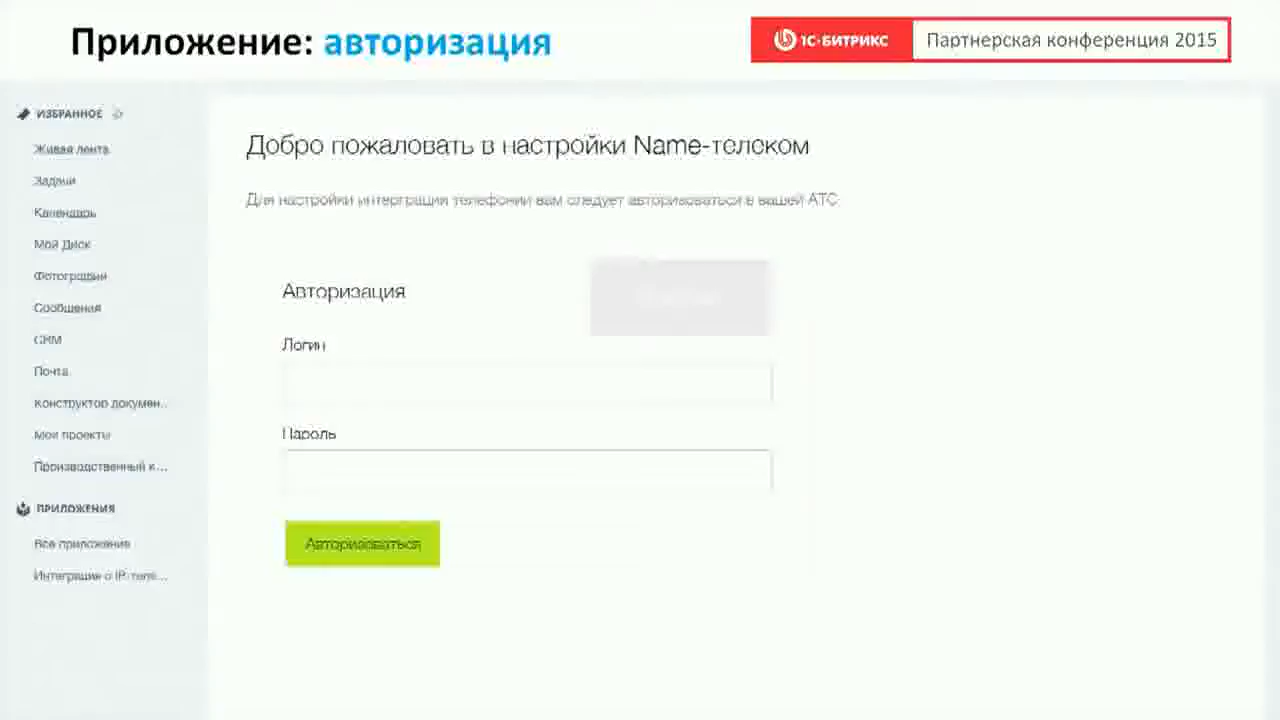 Приложение: авторизация
1С·БИТРИКС
Партнерская конференция 2015
ИЗБРАННОЕ
Живая лента
Задачи
Календарь
Мой Диск
Фотографии
Сообщения
CRM
Почта
Конструктор докумен...
Мои проекты
Производственный к...
ПРИЛОЖЕНИЯ
Все приложения
Интеграция с IP-теле...
Добро пожаловать в настройки Name-телеком
Для настройки интеграции телефонии вам следует авторизоваться в вашей АТС
Авторизация
Логин
Пароль
Авторизоваться